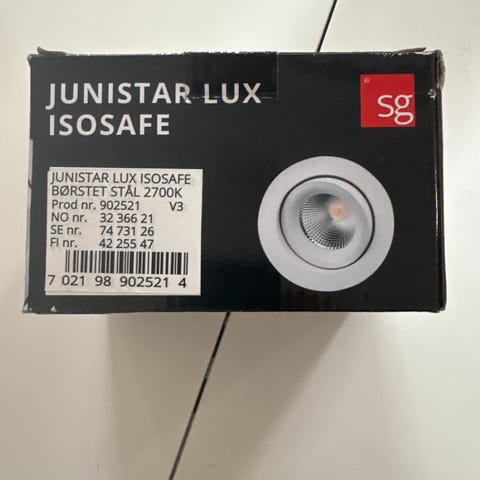 JUNISTAR LUX
ISOSAFE
® sg
JUNISTAR LUX ISOSAFE
BØRSTET STÅL 2700K
Prod nr. 902521 V3
NO nr. 32 366 21
SE nr. 74 731 26
FI nr. 42 255 47
7 021 98 902521 4